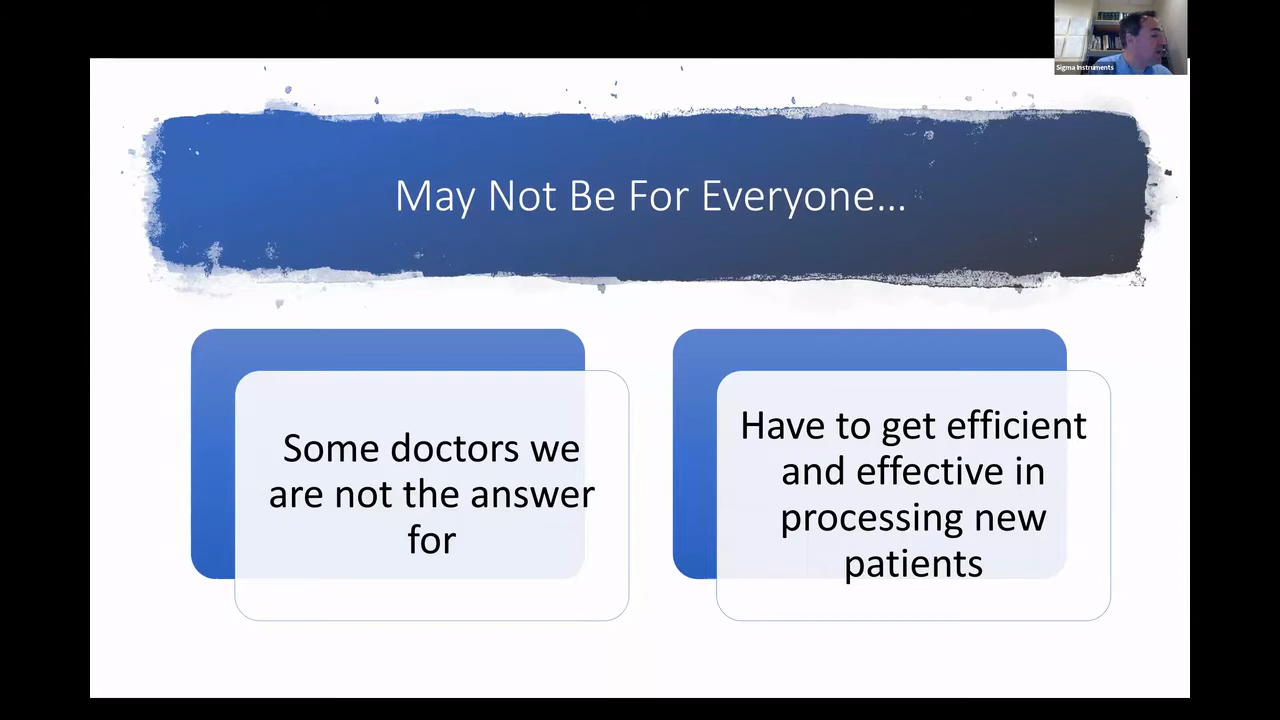 Sigma Instruments
May Not Be For Everyone...
Some doctors we
are not the answer
for
Have to get efficient
and effective in
processing new
patients